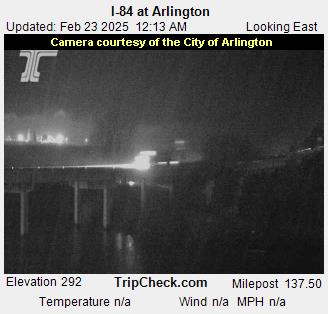 I-84 at Arlington
Updated: Feb 23 2025 12:13 AM Looking East
Camera courtesy of the City of Arlington
Elevation 292 TripCheck.com Milepost 137.50
Temperature n/a Wind n/a MPH n/a